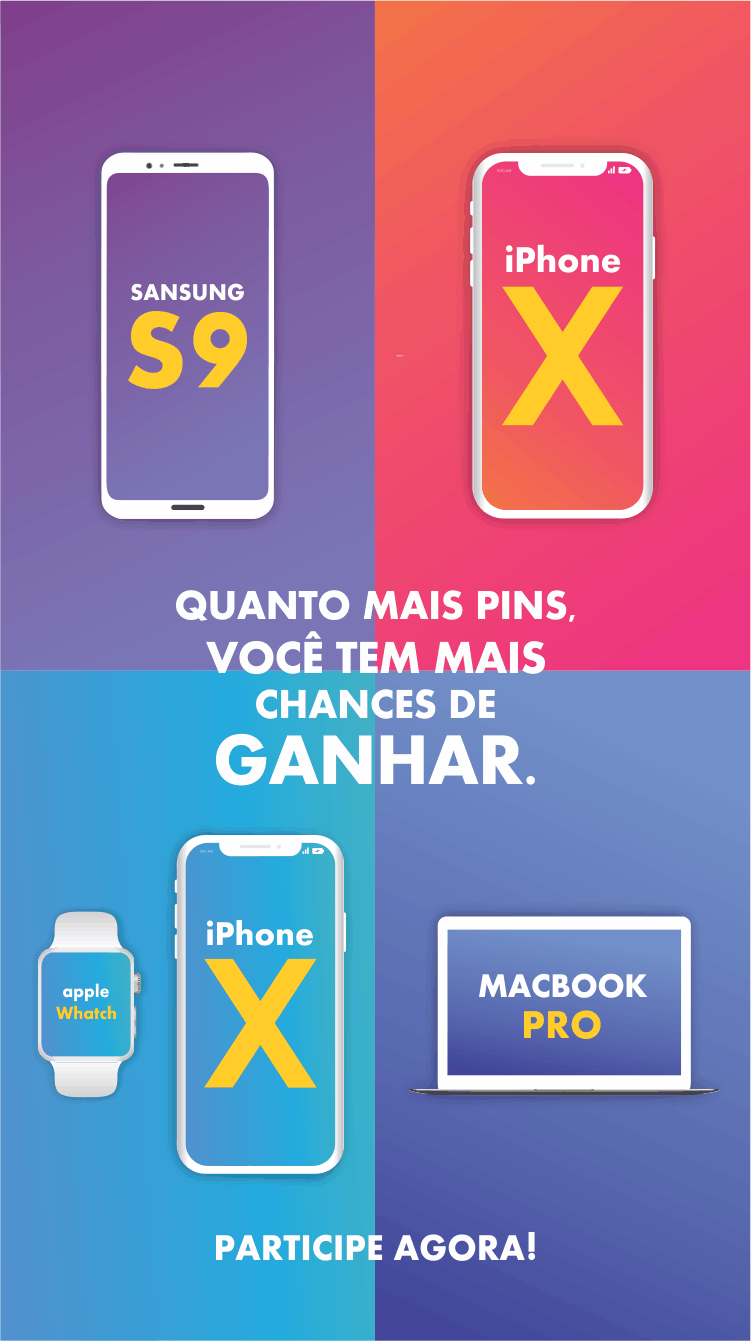 SANSUNG
S9
iPhone
X
QUANTO MAIS PINS,
VOCÊ TEM MAIS
CHANCES DE
GANHAR.
apple
Whatch
iPhone
X
MACBOOK
PRO
PARTICIPE AGORA!